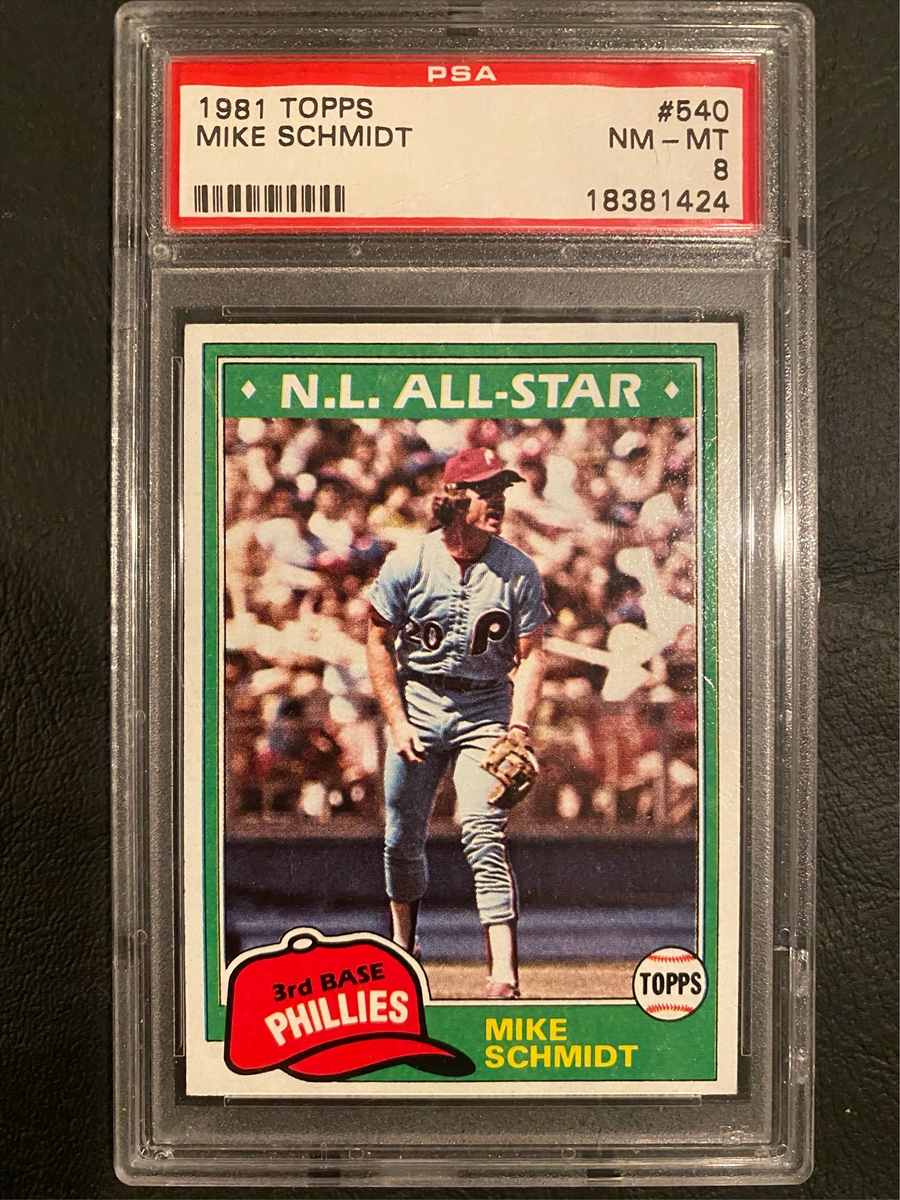 PSA
1981 TOPPS #540
MIKE SCHMIDT NM - MT
8
18381424
N.L. ALL-STAR
20 P
3rd BASE
PHILLIES
TOPPS
MIKE
SCHMIDT